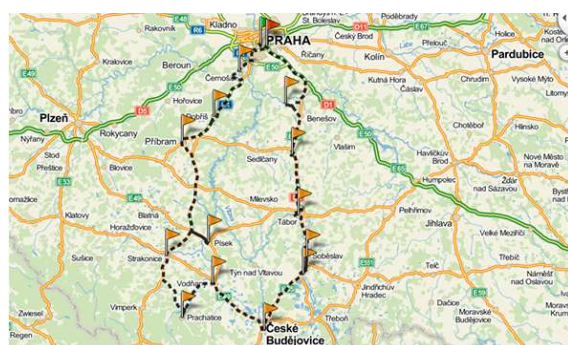 Kladno
Poděbrady
St. Boleslav
Rakovník
PRAHA
Říčany
Český Brod
Kolín
Přelouč
Pardubice
Beroun
Černošice
Kutná Hora
Chrudim
Vysoké Mýto
Čáslav
Hořovice
Dobříš
Benešov
Plzeň
Rokycany
Nýřany
Stod
Příbram
Sedlčany
Vlašim
Chotěboř
Hlinsko
Přeštice
Blovice
Havlíčkův
Brod
Nové Město
na Moravě
Humpolec
Žďár
nad Sázavou
Klatovy
Blatná
Milevsko
Tábor
Pelhřimov
Horažďovice
Písek
Jihlava
Velké Meziříčí
Sušice
Strakonice
Týn nad Vltavou
Soběslav
Telč
Třebíč
Vodňany
Jindřichův
Hradec
Náměšť
nad Oslavou
Zwiesel
Vimperk
Prachatice
Třeboň
Dačice
Moravské
Budějovice
Regen
České
Budějovice